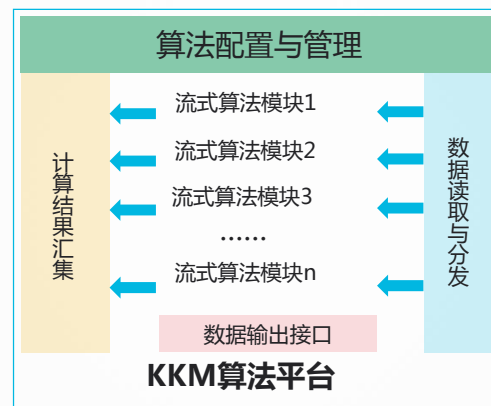 算法配置与管理
流式算法模块1
流式算法模块2
流式算法模块3
......
流式算法模块n
计算结果汇集
数据读取与分发
数据输出接口
KKM算法平台